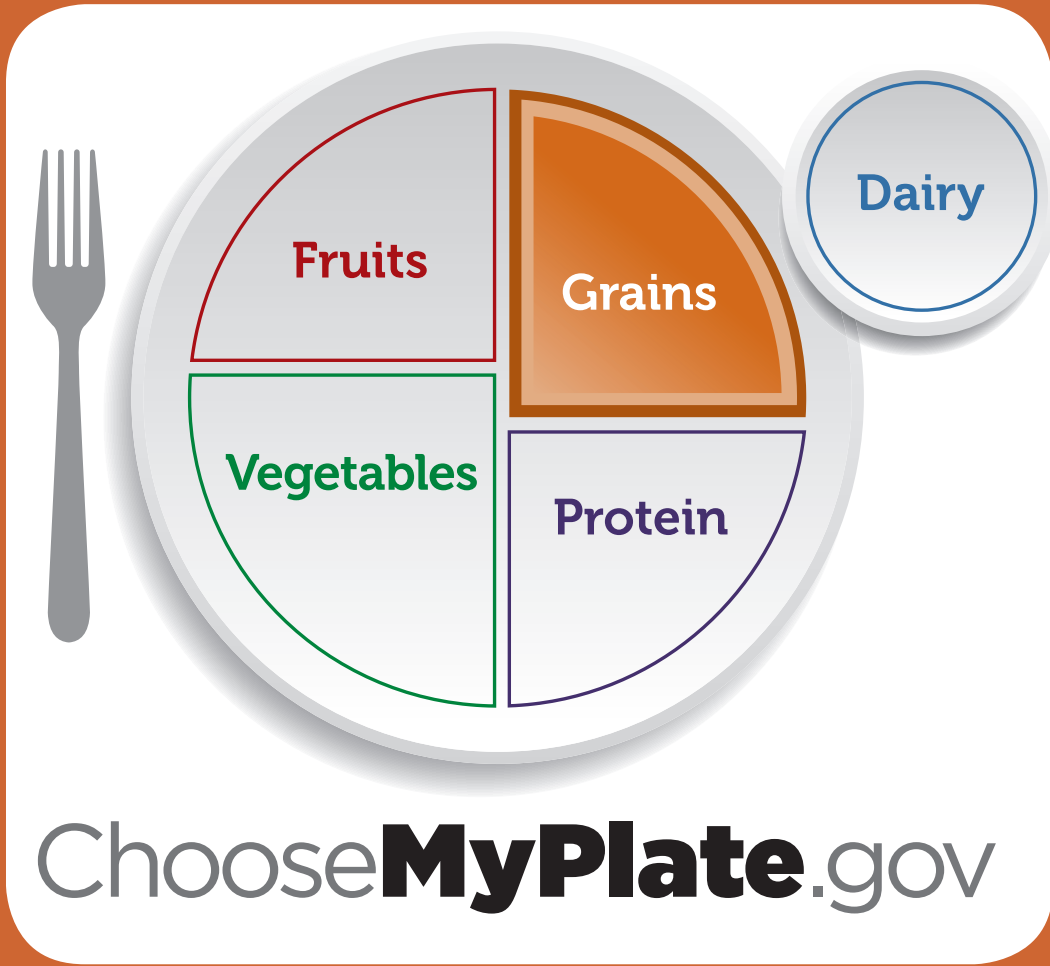 Fruits
Grains
Dairy
Vegetables
Protein
ChooseMyPlate.gov